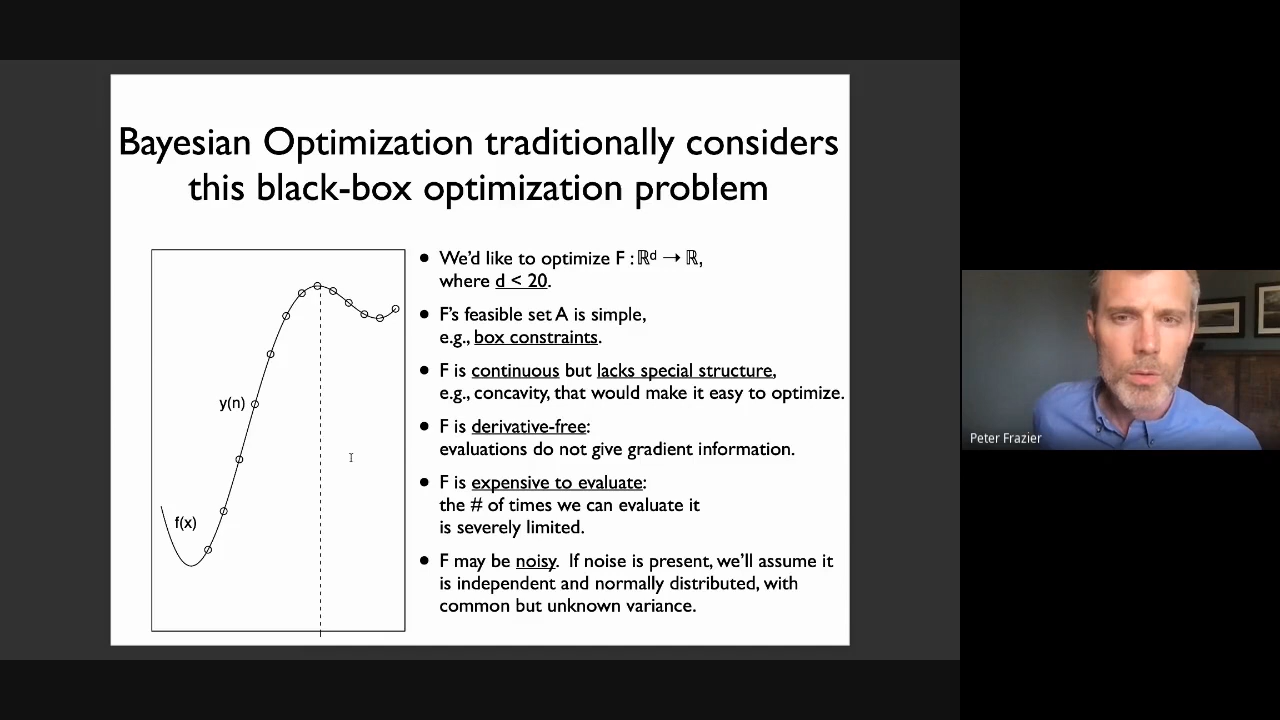 Bayesian Optimization traditionally considers
this black-box optimization problem
y(n)
f(x)
• We’d like to optimize F : ℝᵈ → ℝ,
where d < 20.
• F’s feasible set A is simple,
e.g., box constraints.
• F is continuous but lacks special structure,
e.g., concavity, that would make it easy to optimize.
• F is derivative-free:
evaluations do not give gradient information.
• F is expensive to evaluate:
the # of times we can evaluate it
is severely limited.
• F may be noisy. If noise is present, we’ll assume it
is independent and normally distributed, with
common but unknown variance.
Peter Frazier